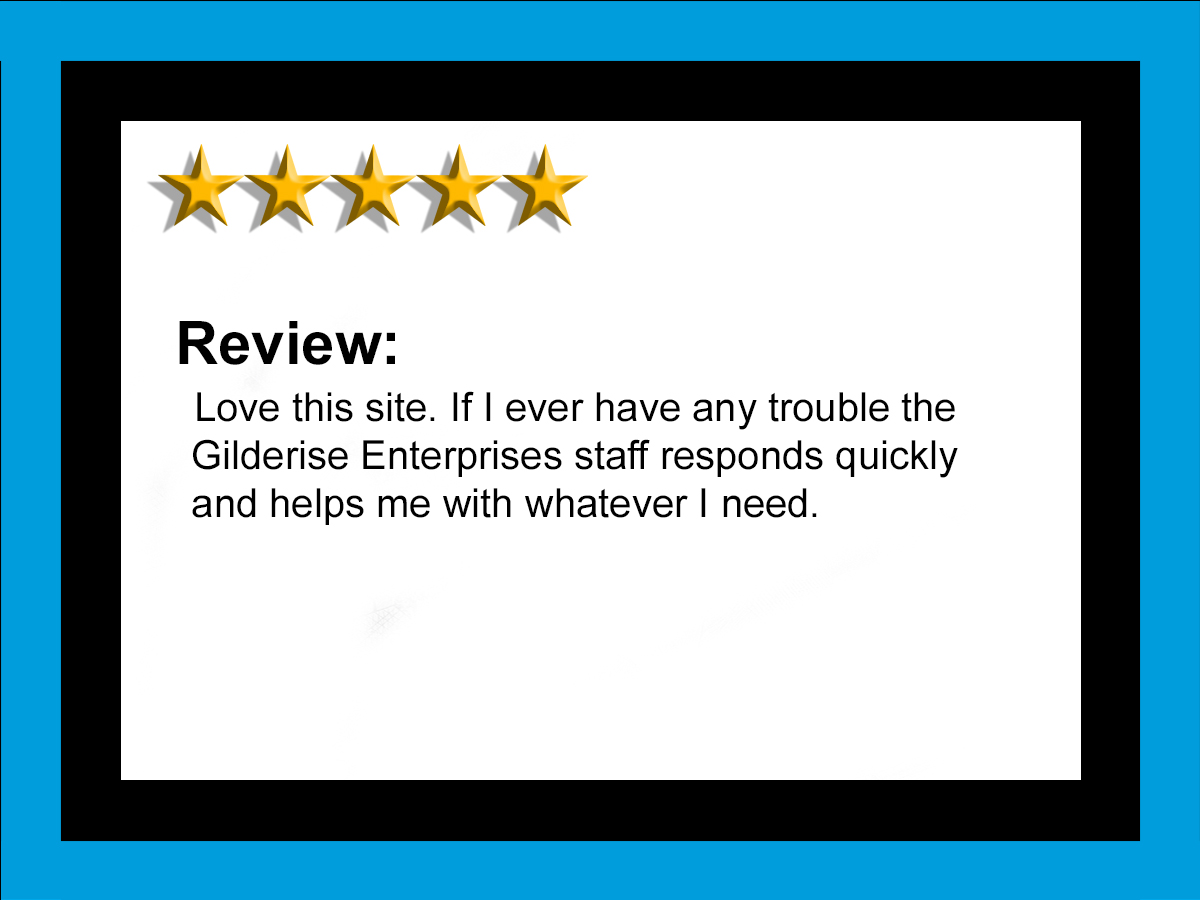 Review:
Love this site. If I ever have any trouble the
Gilderise Enterprises staff responds quickly
and helps me with whatever I need.